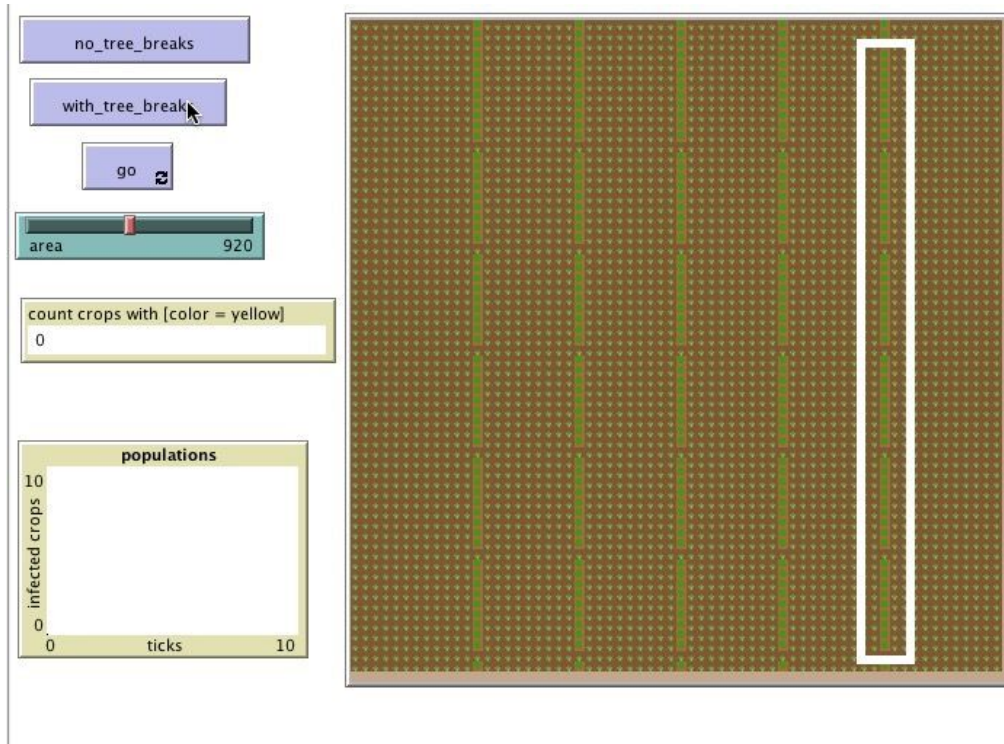 no_tree_breaks
with_tree_break
go
area 920
count crops with [color = yellow]
0
populations
10
infected crops
0
0 ticks 10